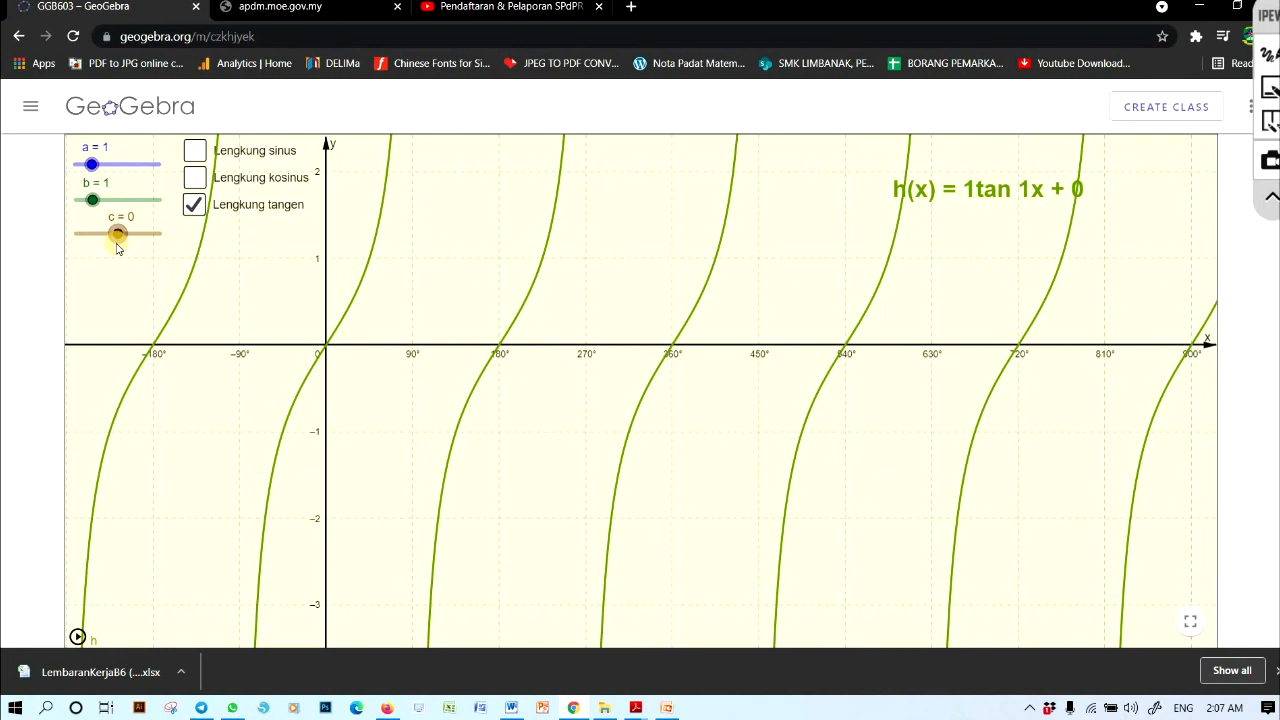 GGB603 – GeoGebra
apdm.moe.gov.my
Pendaftaran & Pelaporan SPdPR
geogebra.org/m/czkhjyek
IPEV
Apps
PDF to JPG online c...
Analytics | Home
DELIMa
Chinese Fonts for Si...
JPEG TO PDF CONV...
Nota Padat Matem...
SMK LIMBANAK, PE...
BORANG PEMARKA...
Youtube Download...
Read
GeoGebra
CREATE CLASS
a = 1
b = 1
c = 0
Lengkung sinus
Lengkung kosinus
Lengkung tangen
h(x) = 1tan 1x + 0
y
2
1
x
−180°
−90°
0
90°
180°
270°
360°
450°
540°
630°
720°
810°
900°
−1
−2
−3
h
LembaranKerjaB6 (....xlsx
Show all
ENG
2:07 AM